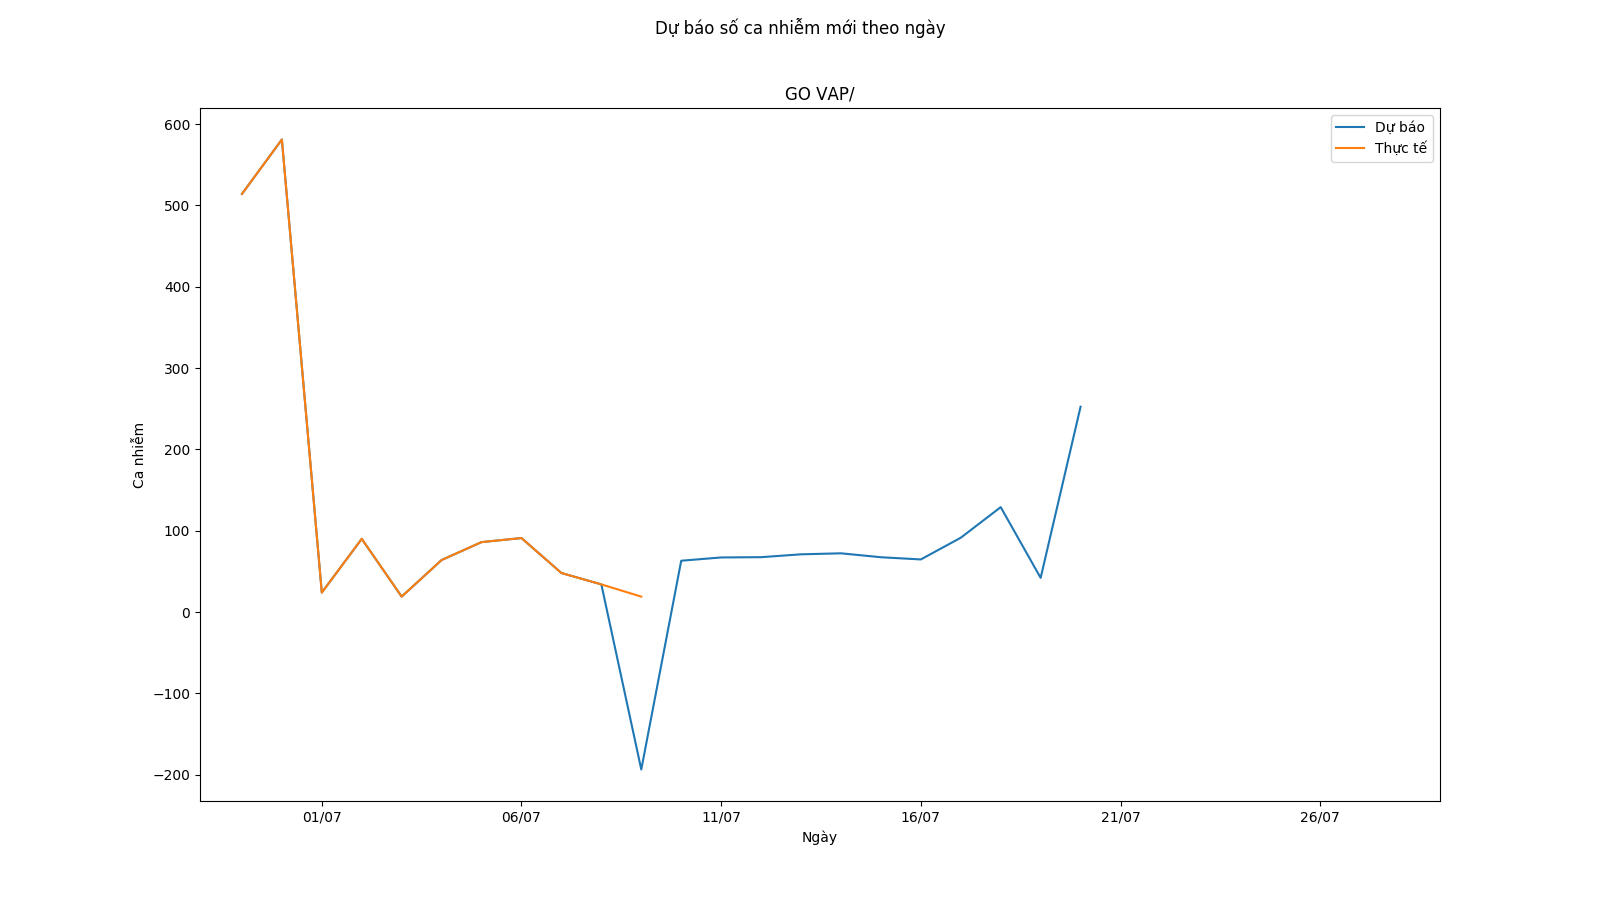 Dự báo số ca nhiễm mới theo ngày
GO VAP/
Dự báo
Thực tế
600
500
400
300
200
100
0
−100
−200
Ca nhiễm
01/07
06/07
11/07
16/07
21/07
26/07
Ngày